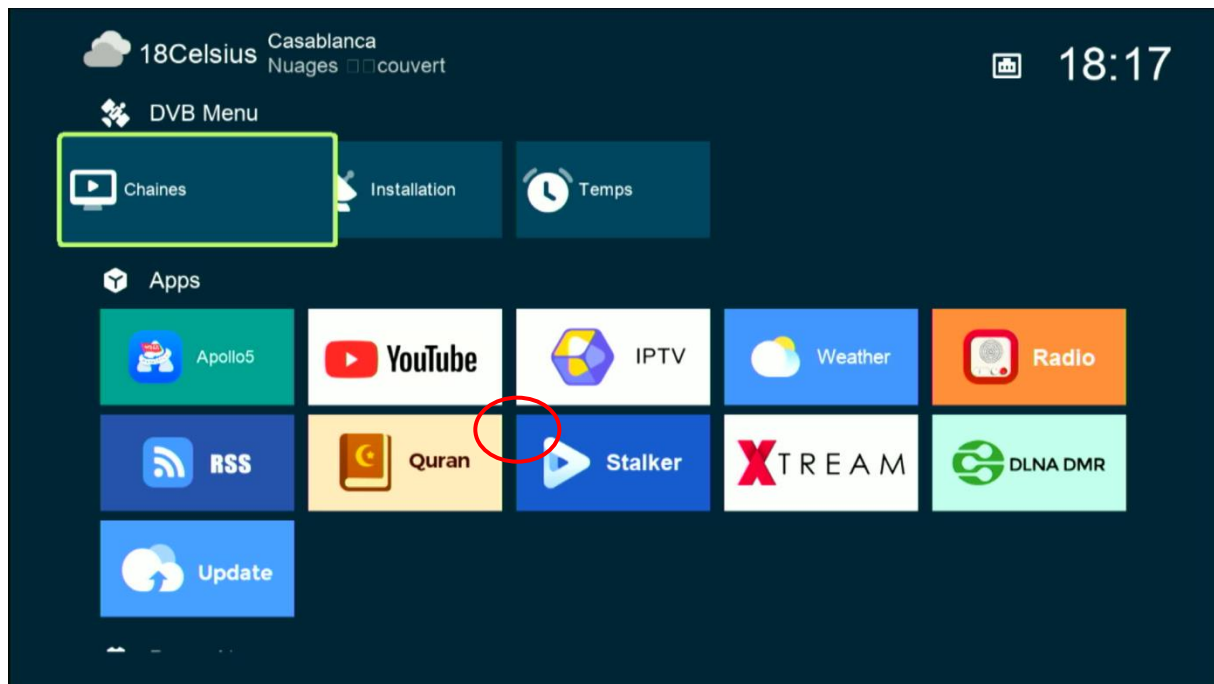 18Celsius
Casablanca
Nuages □□couvert
18:17
DVB Menu
Chaines
Installation
Temps
Apps
Apollo5
YouTube
IPTV
Weather
Radio
RSS
Quran
Stalker
XTREAM
DLNA DMR
Update